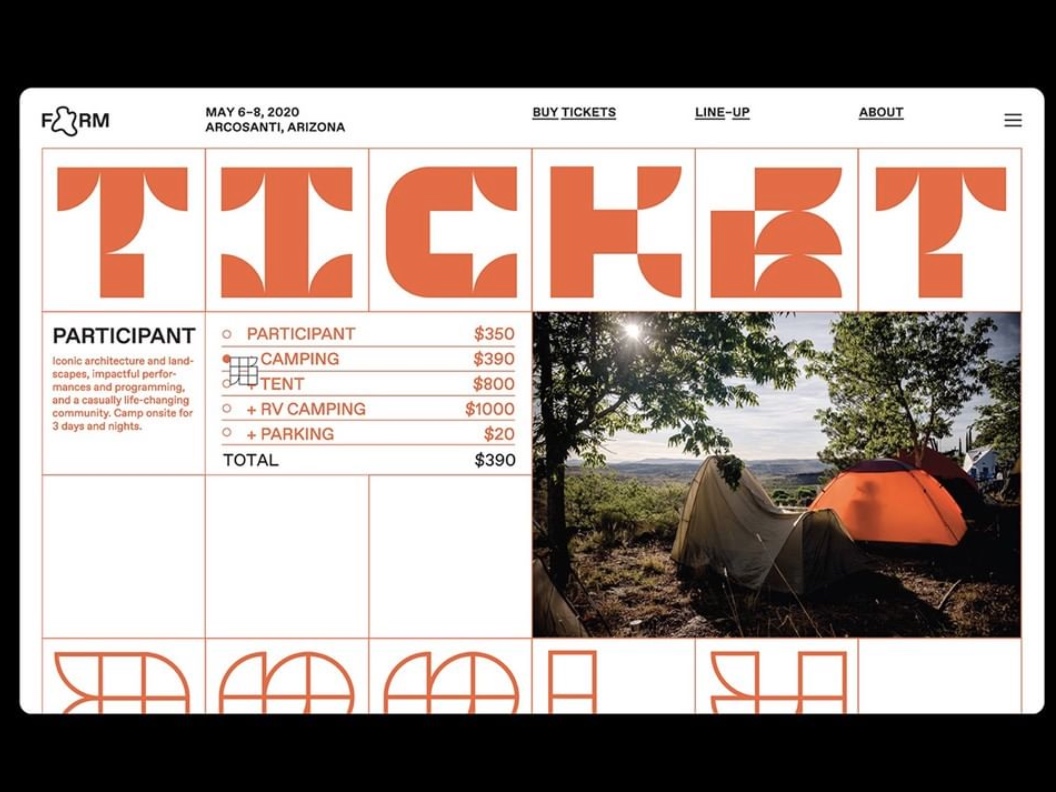 FORM
MAY 6–8, 2020
ARCOSANTI, ARIZONA
BUY TICKETS
LINE–UP
ABOUT
TICKET
PARTICIPANT
Iconic architecture and land-
scapes, impactful perfor-
mances and programming,
and a casually life-changing
community. Camp onsite for
3 days and nights.
PARTICIPANT $350
CAMPING $390
+ TENT $800
+ RV CAMPING $1000
+ PARKING $20
TOTAL $390